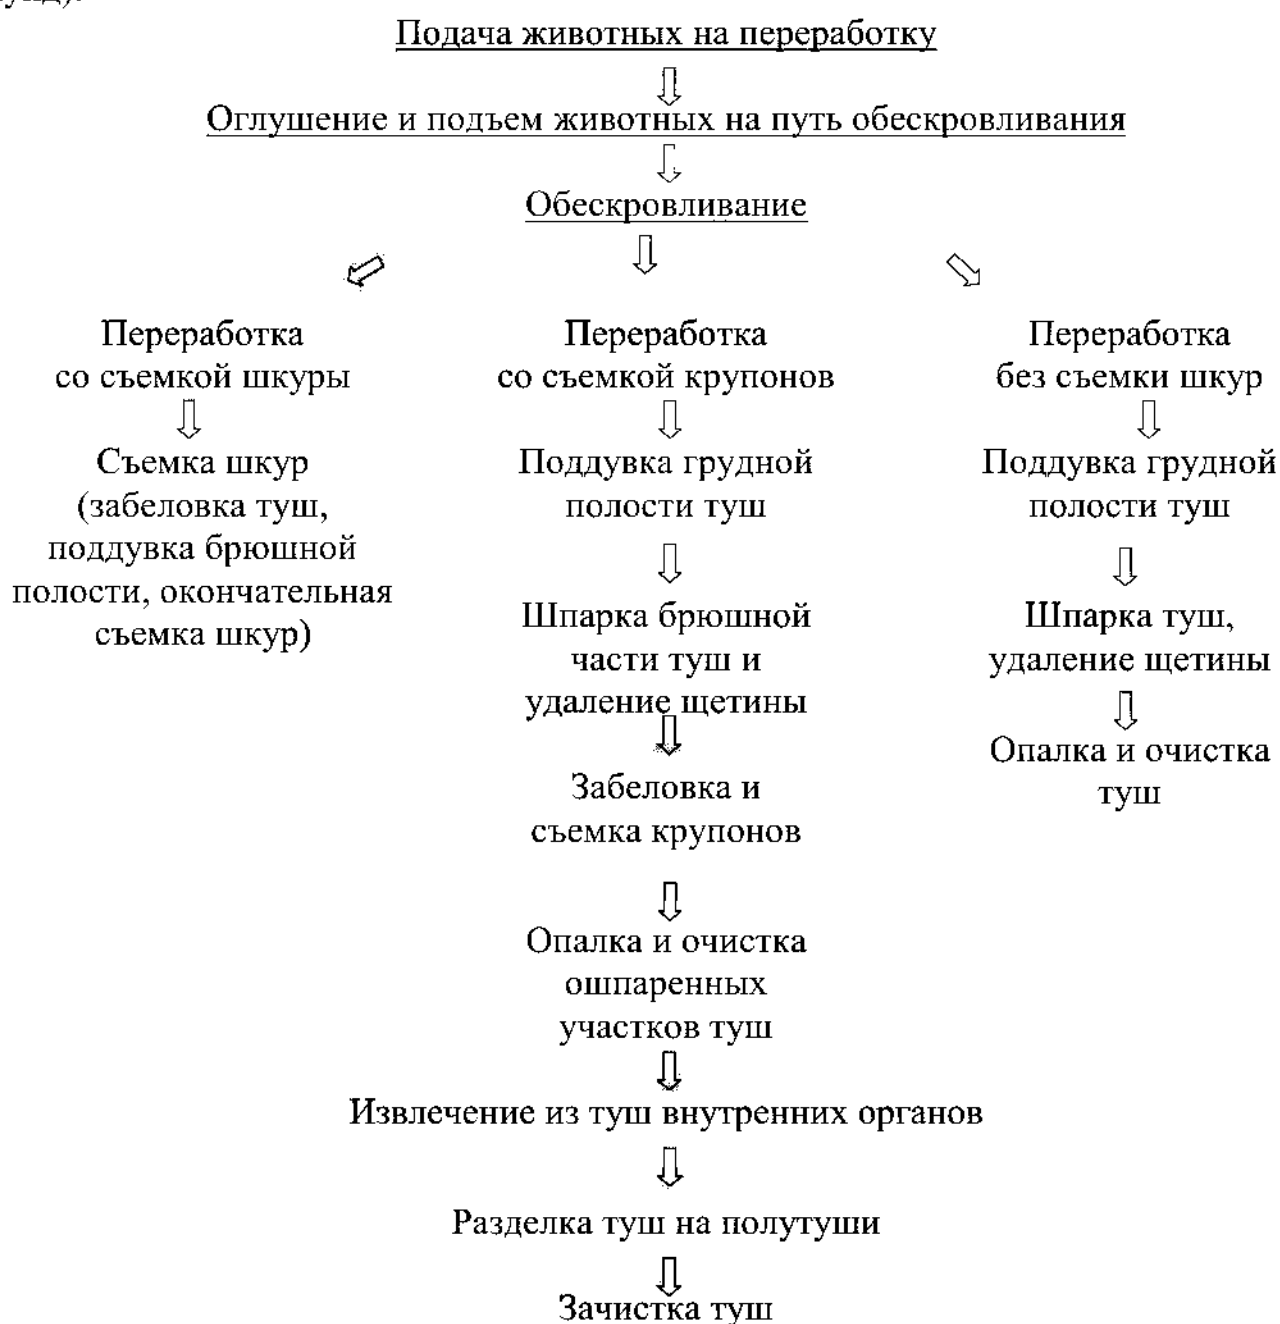 Подача животных на переработку
Оглушение и подъем животных на путь обескровливания
Обескровливание
Переработка
со съемкой шкуры
Съемка шкур
(забеловка туш,
поддувка брюшной
полости, окончательная
съемка шкур)
Переработка
со съемкой крупонов
Поддувка грудной
полости туш
Шпарка брюшной
части туш и
удаление щетины
Забеловка и
съемка крупонов
Опалка и очистка
ошпаренных
участков туш
Переработка
без съемки шкур
Поддувка грудной
полости туш
Шпарка туш,
удаление щетины
Опалка и очистка
туш
Извлечение из туш внутренних органов
Разделка туш на полутуши
Зачистка туш